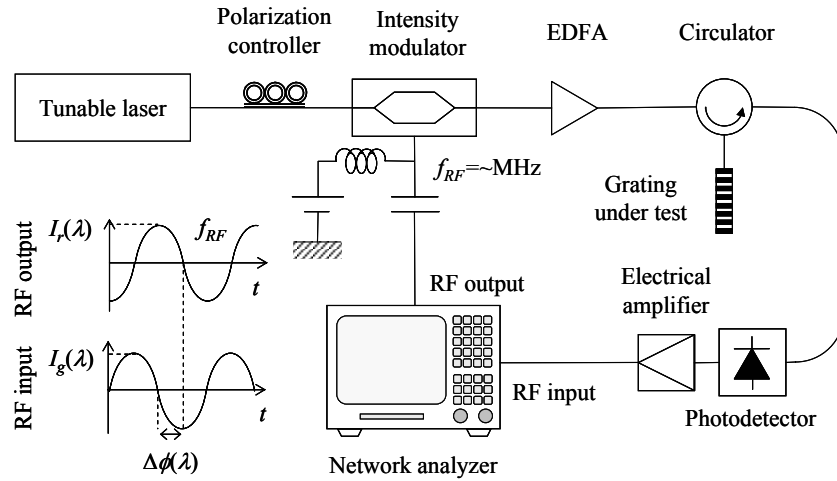 Polarization
controller
Intensity
modulator
EDFA
Circulator
Tunable laser
f_RF=~MHz
Grating
under test
I_r(λ)
f_RF
RF output
t
RF output
Electrical
amplifier
I_g(λ)
RF input
t
RF input
Photodetector
Δϕ(λ)
Network analyzer